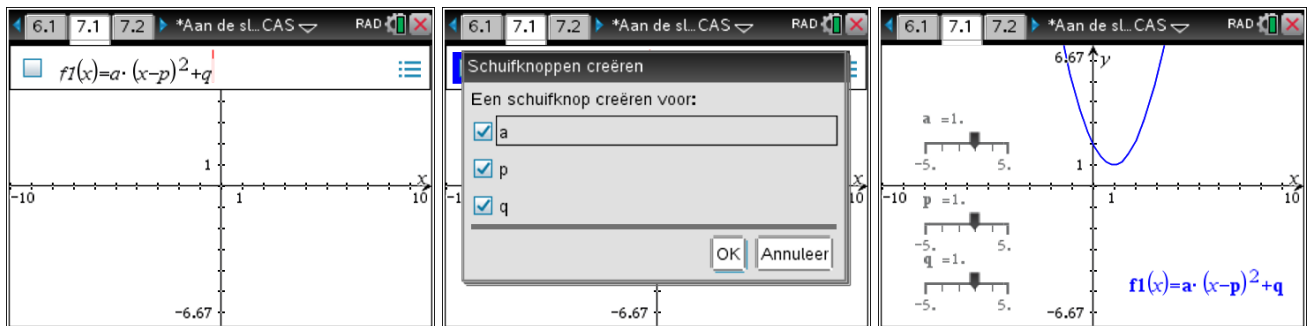 6.1 7.1 7.2 *Aan de sl...CAS RAD
f1(x)=a·(x-p)²+q
1
x
-10 1 10
-6.67
6.1 7.1 7.2 *Aan de sl...CAS RAD
Schuifknoppen creëren
Een schuifknop creëren voor:
a
p
q
OK Annuleer
-1 10
-6.67
6.1 7.1 7.2 *Aan de sl...CAS RAD
6.67 y
a =1.
-5. 5.
1
x
-10 1 10
p =1.
-5. 5.
q =1.
-5. 5.
f1(x)=a·(x-p)²+q
-6.67